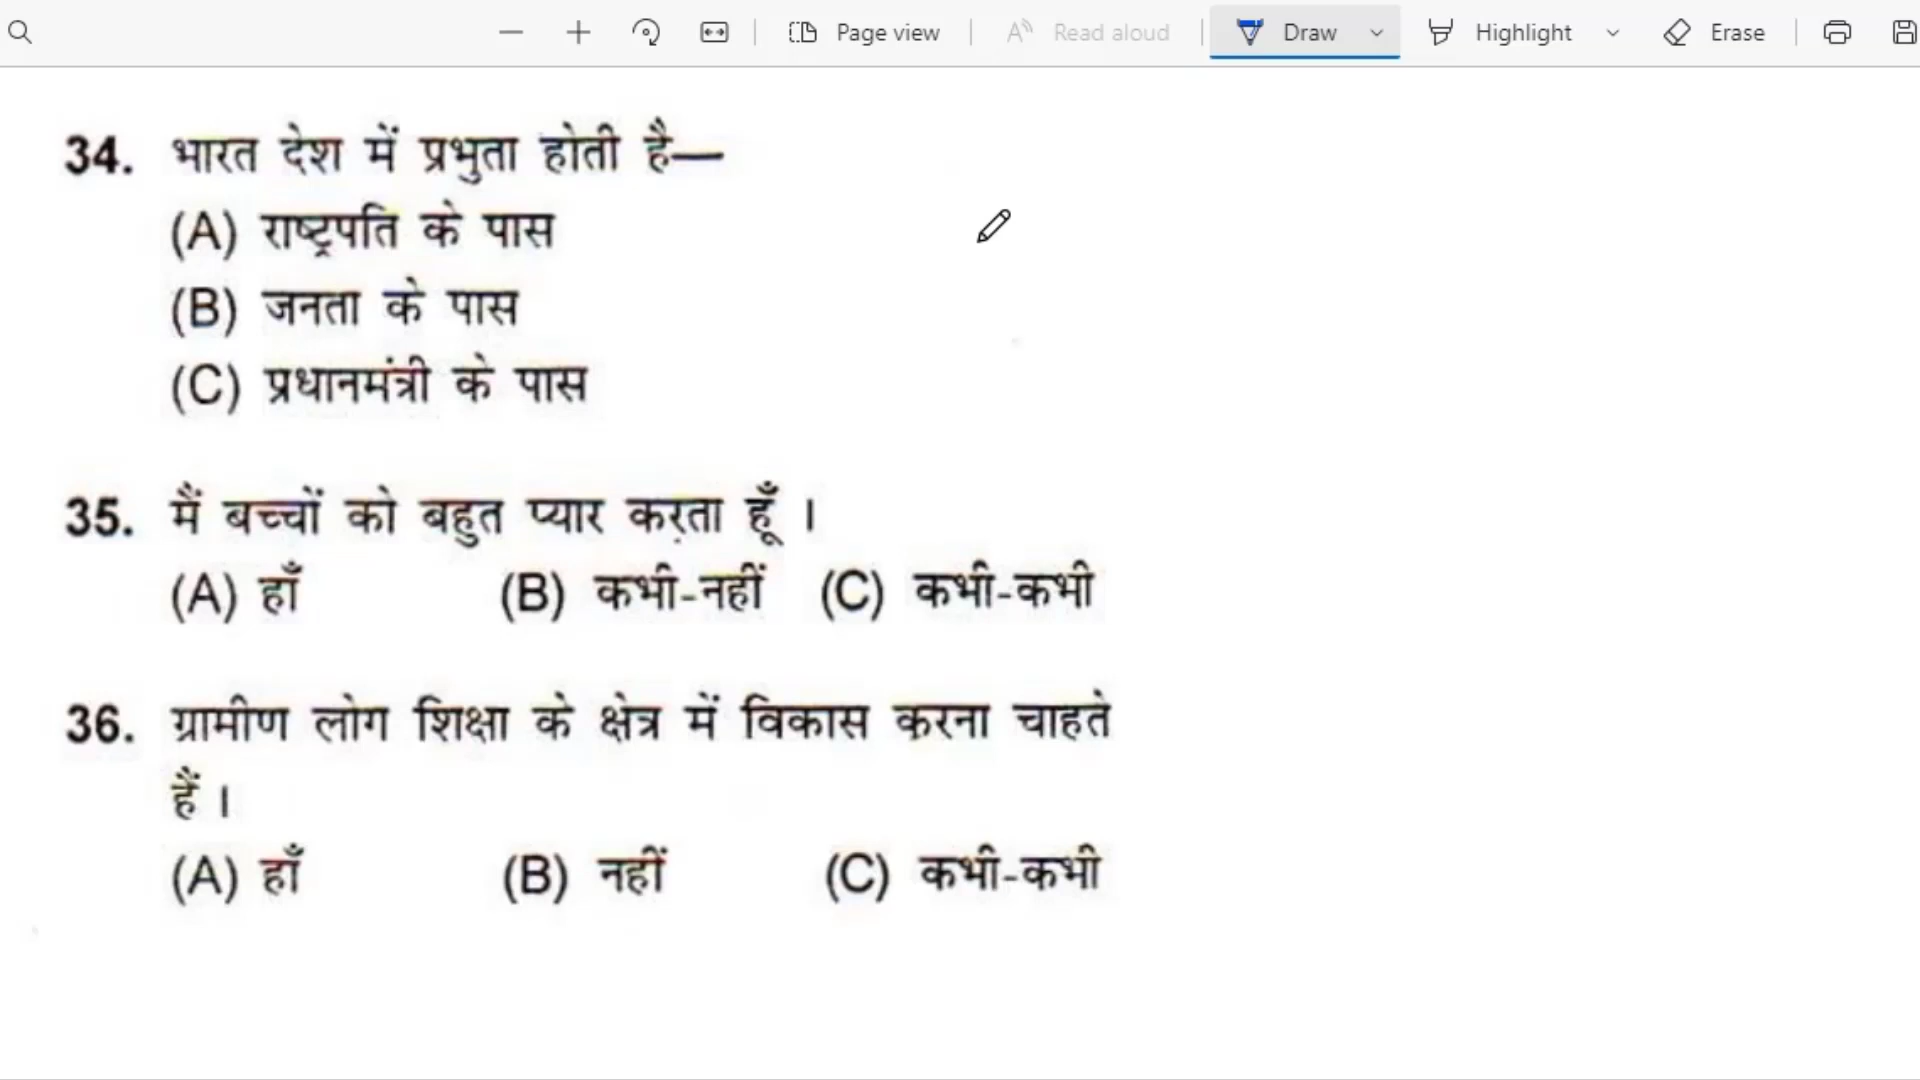 Page view Read aloud Draw Highlight Erase
34. भारत देश में प्रभुता होती है—
(A) राष्ट्रपति के पास
(B) जनता के पास
(C) प्रधानमंत्री के पास
35. मैं बच्चों को बहुत प्यार करता हूँ ।
(A) हाँ (B) कभी-नहीं (C) कभी-कभी
36. ग्रामीण लोग शिक्षा के क्षेत्र में विकास करना चाहते
हैं ।
(A) हाँ (B) नहीं (C) कभी-कभी